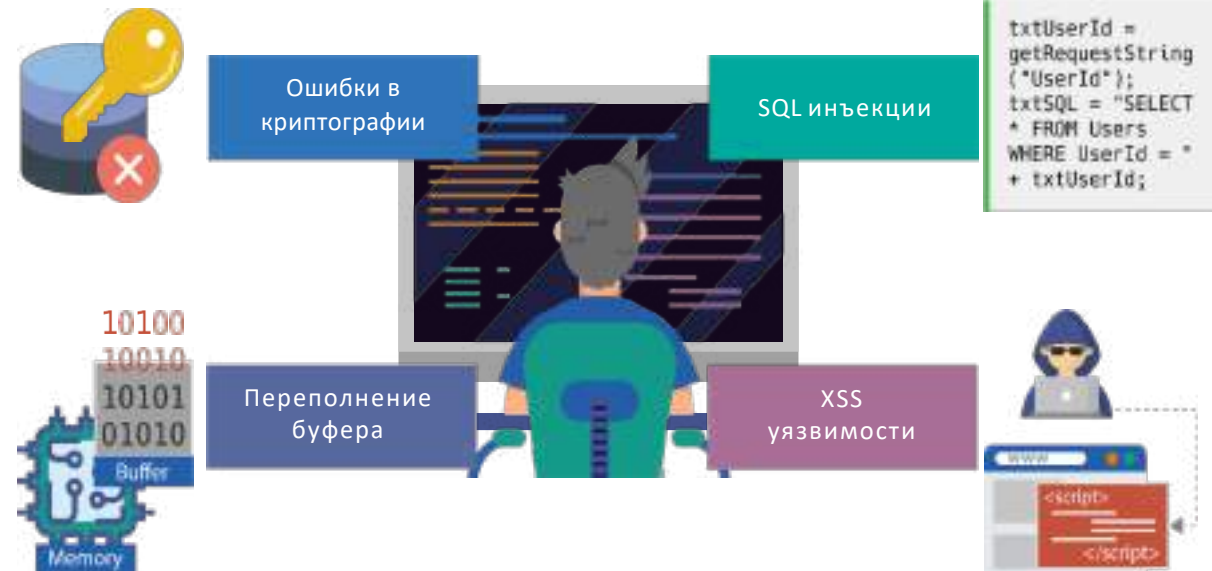 Ошибки в
криптографии
SQL инъекции
txtUserId =
getRequestString
("UserId");
txtSQL = "SELECT
* FROM Users
WHERE UserId = "
+ txtUserId;
10100
10010
10101
01010
Buffer
Memory
Переполнение
буфера
XSS
уязвимости
www
<script>
</script>